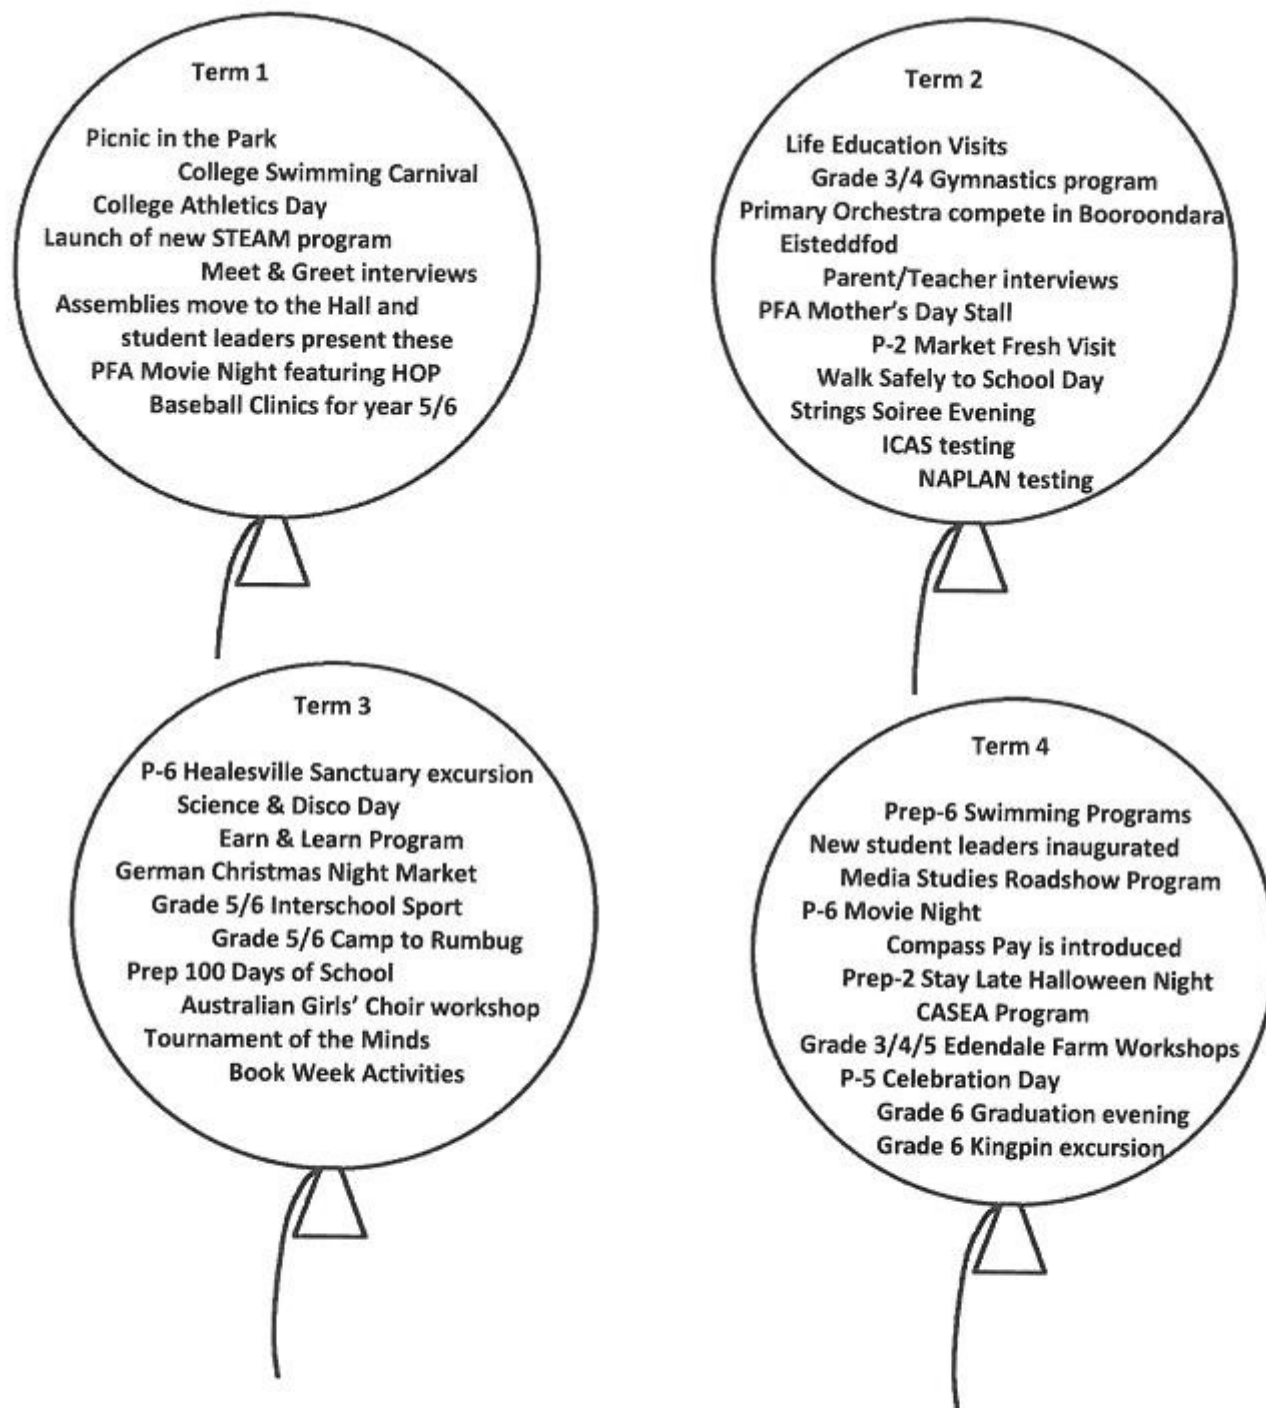 Term 1
Picnic in the Park
College Swimming Carnival
College Athletics Day
Launch of new STEAM program
Meet & Greet interviews
Assemblies move to the Hall and
student leaders present these
PFA Movie Night featuring HOP
Baseball Clinics for year 5/6
Term 2
Life Education Visits
Grade 3/4 Gymnastics program
Primary Orchestra compete in Booroondara
Eisteddfod
Parent/Teacher interviews
PFA Mother's Day Stall
P-2 Market Fresh Visit
Walk Safely to School Day
Strings Soiree Evening
ICAS testing
NAPLAN testing
Term 3
P-6 Healesville Sanctuary excursion
Science & Disco Day
Earn & Learn Program
German Christmas Night Market
Grade 5/6 Interschool Sport
Grade 5/6 Camp to Rumbug
Prep 100 Days of School
Australian Girls' Choir workshop
Tournament of the Minds
Book Week Activities
Term 4
Prep-6 Swimming Programs
New student leaders inaugurated
Media Studies Roadshow Program
P-6 Movie Night
Compass Pay is introduced
Prep-2 Stay Late Halloween Night
CASEA Program
Grade 3/4/5 Edendale Farm Workshops
P-5 Celebration Day
Grade 6 Graduation evening
Grade 6 Kingpin excursion